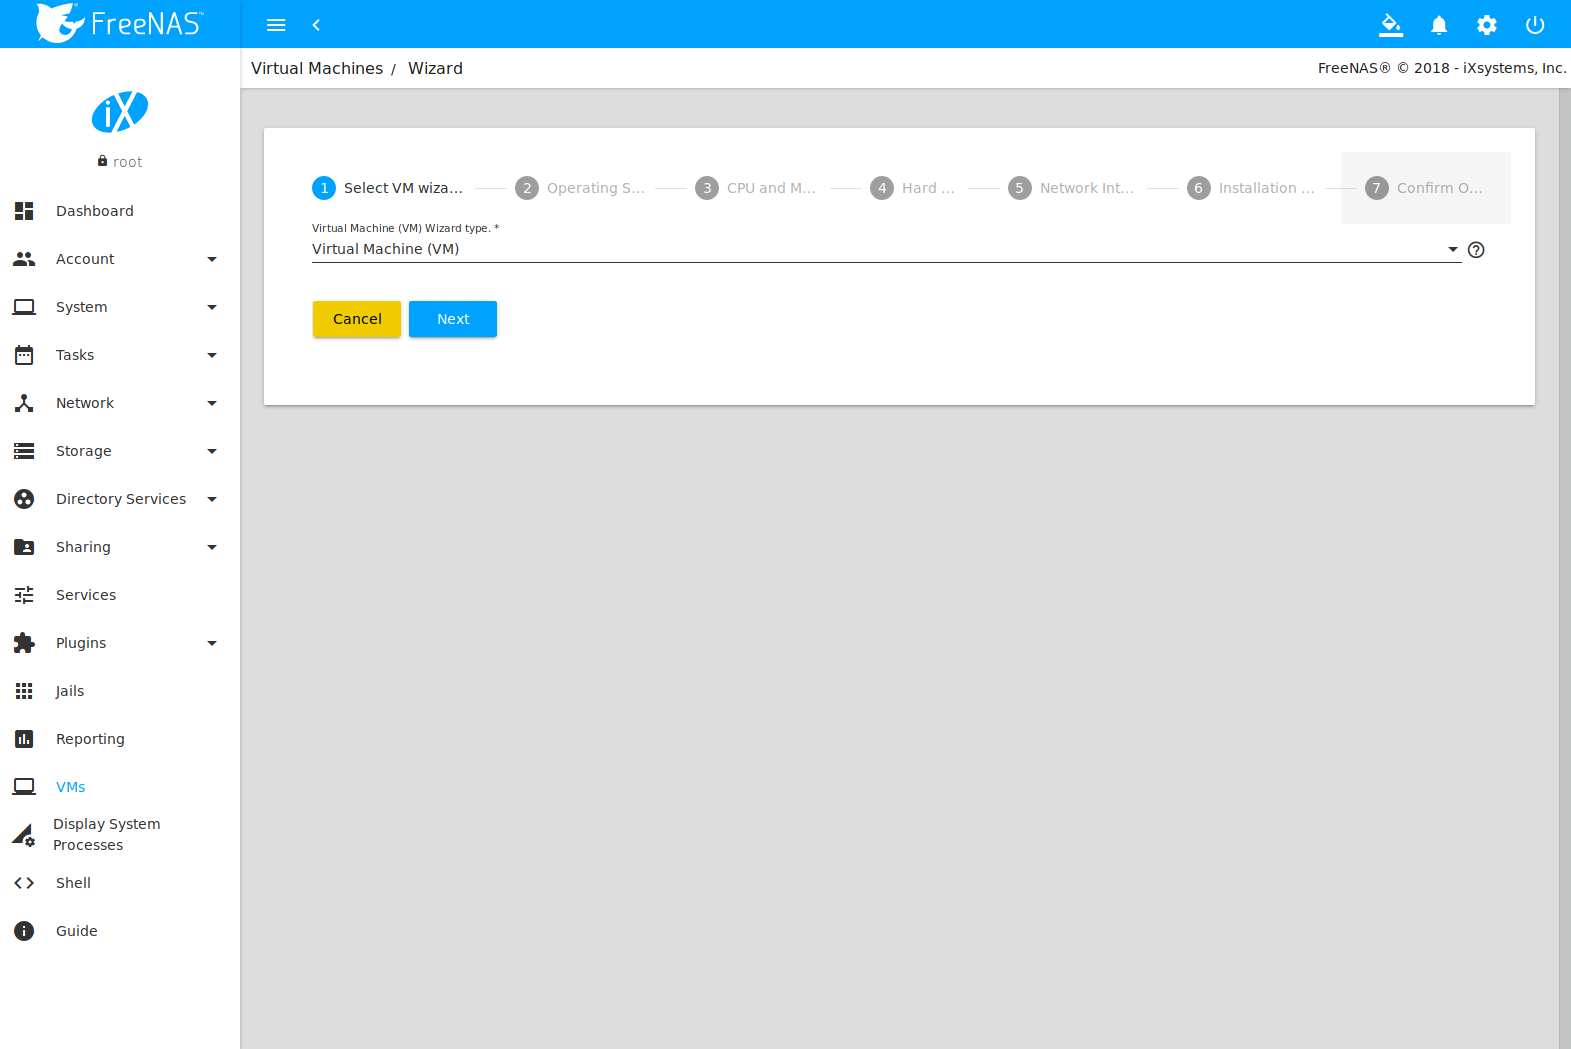 FreeNAS™
Virtual Machines / Wizard
FreeNAS® © 2018 - iXsystems, Inc.
iX
root
Dashboard
Account
System
Tasks
Network
Storage
Directory Services
Sharing
Services
Plugins
Jails
Reporting
VMs
Display System
Processes
Shell
Guide
1 Select VM wiza...
2 Operating S...
3 CPU and M...
4 Hard ...
5 Network Int...
6 Installation ...
7 Confirm O...
Virtual Machine (VM) Wizard type. *
Virtual Machine (VM)
Cancel
Next